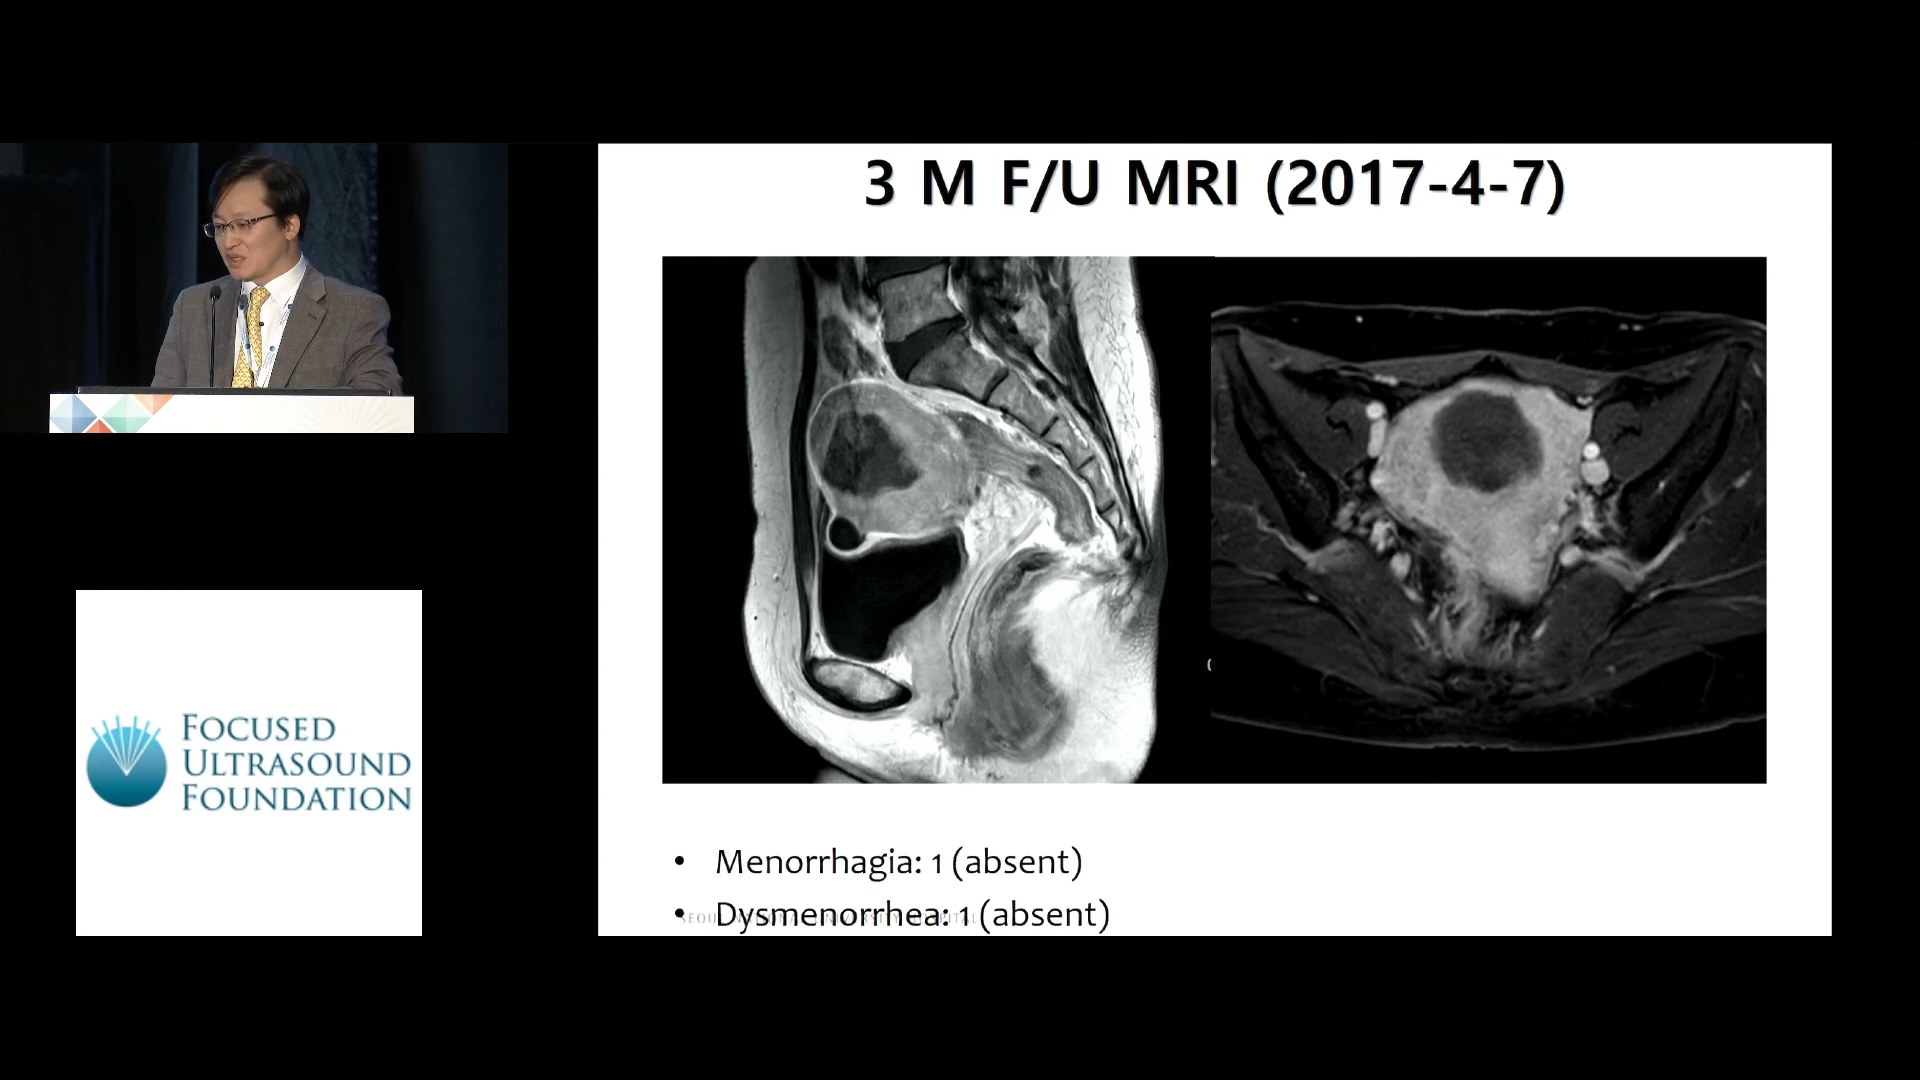 3 M F/U MRI (2017-4-7)
FOCUSED
ULTRASOUND
FOUNDATION
• Menorrhagia: 1 (absent)
• Dysmenorrhea: 1 (absent)